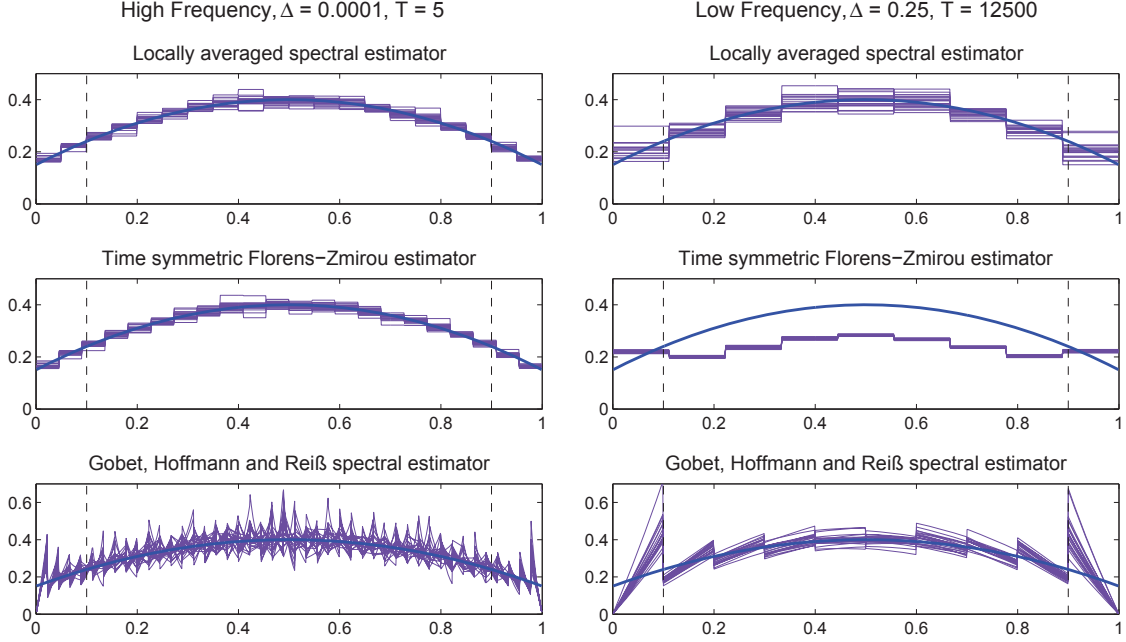 High Frequency, Δ = 0.0001, T = 5
Low Frequency, Δ = 0.25, T = 12500
Locally averaged spectral estimator
Locally averaged spectral estimator
0.4
0.2
0
0 0.2 0.4 0.6 0.8 1
0.4
0.2
0
0 0.2 0.4 0.6 0.8 1
Time symmetric Florens−Zmirou estimator
Time symmetric Florens−Zmirou estimator
0.4
0.2
0
0 0.2 0.4 0.6 0.8 1
0.4
0.2
0
0 0.2 0.4 0.6 0.8 1
Gobet, Hoffmann and Reiß spectral estimator
Gobet, Hoffmann and Reiß spectral estimator
0.6
0.4
0.2
0
0 0.2 0.4 0.6 0.8 1
0.6
0.4
0.2
0
0 0.2 0.4 0.6 0.8 1